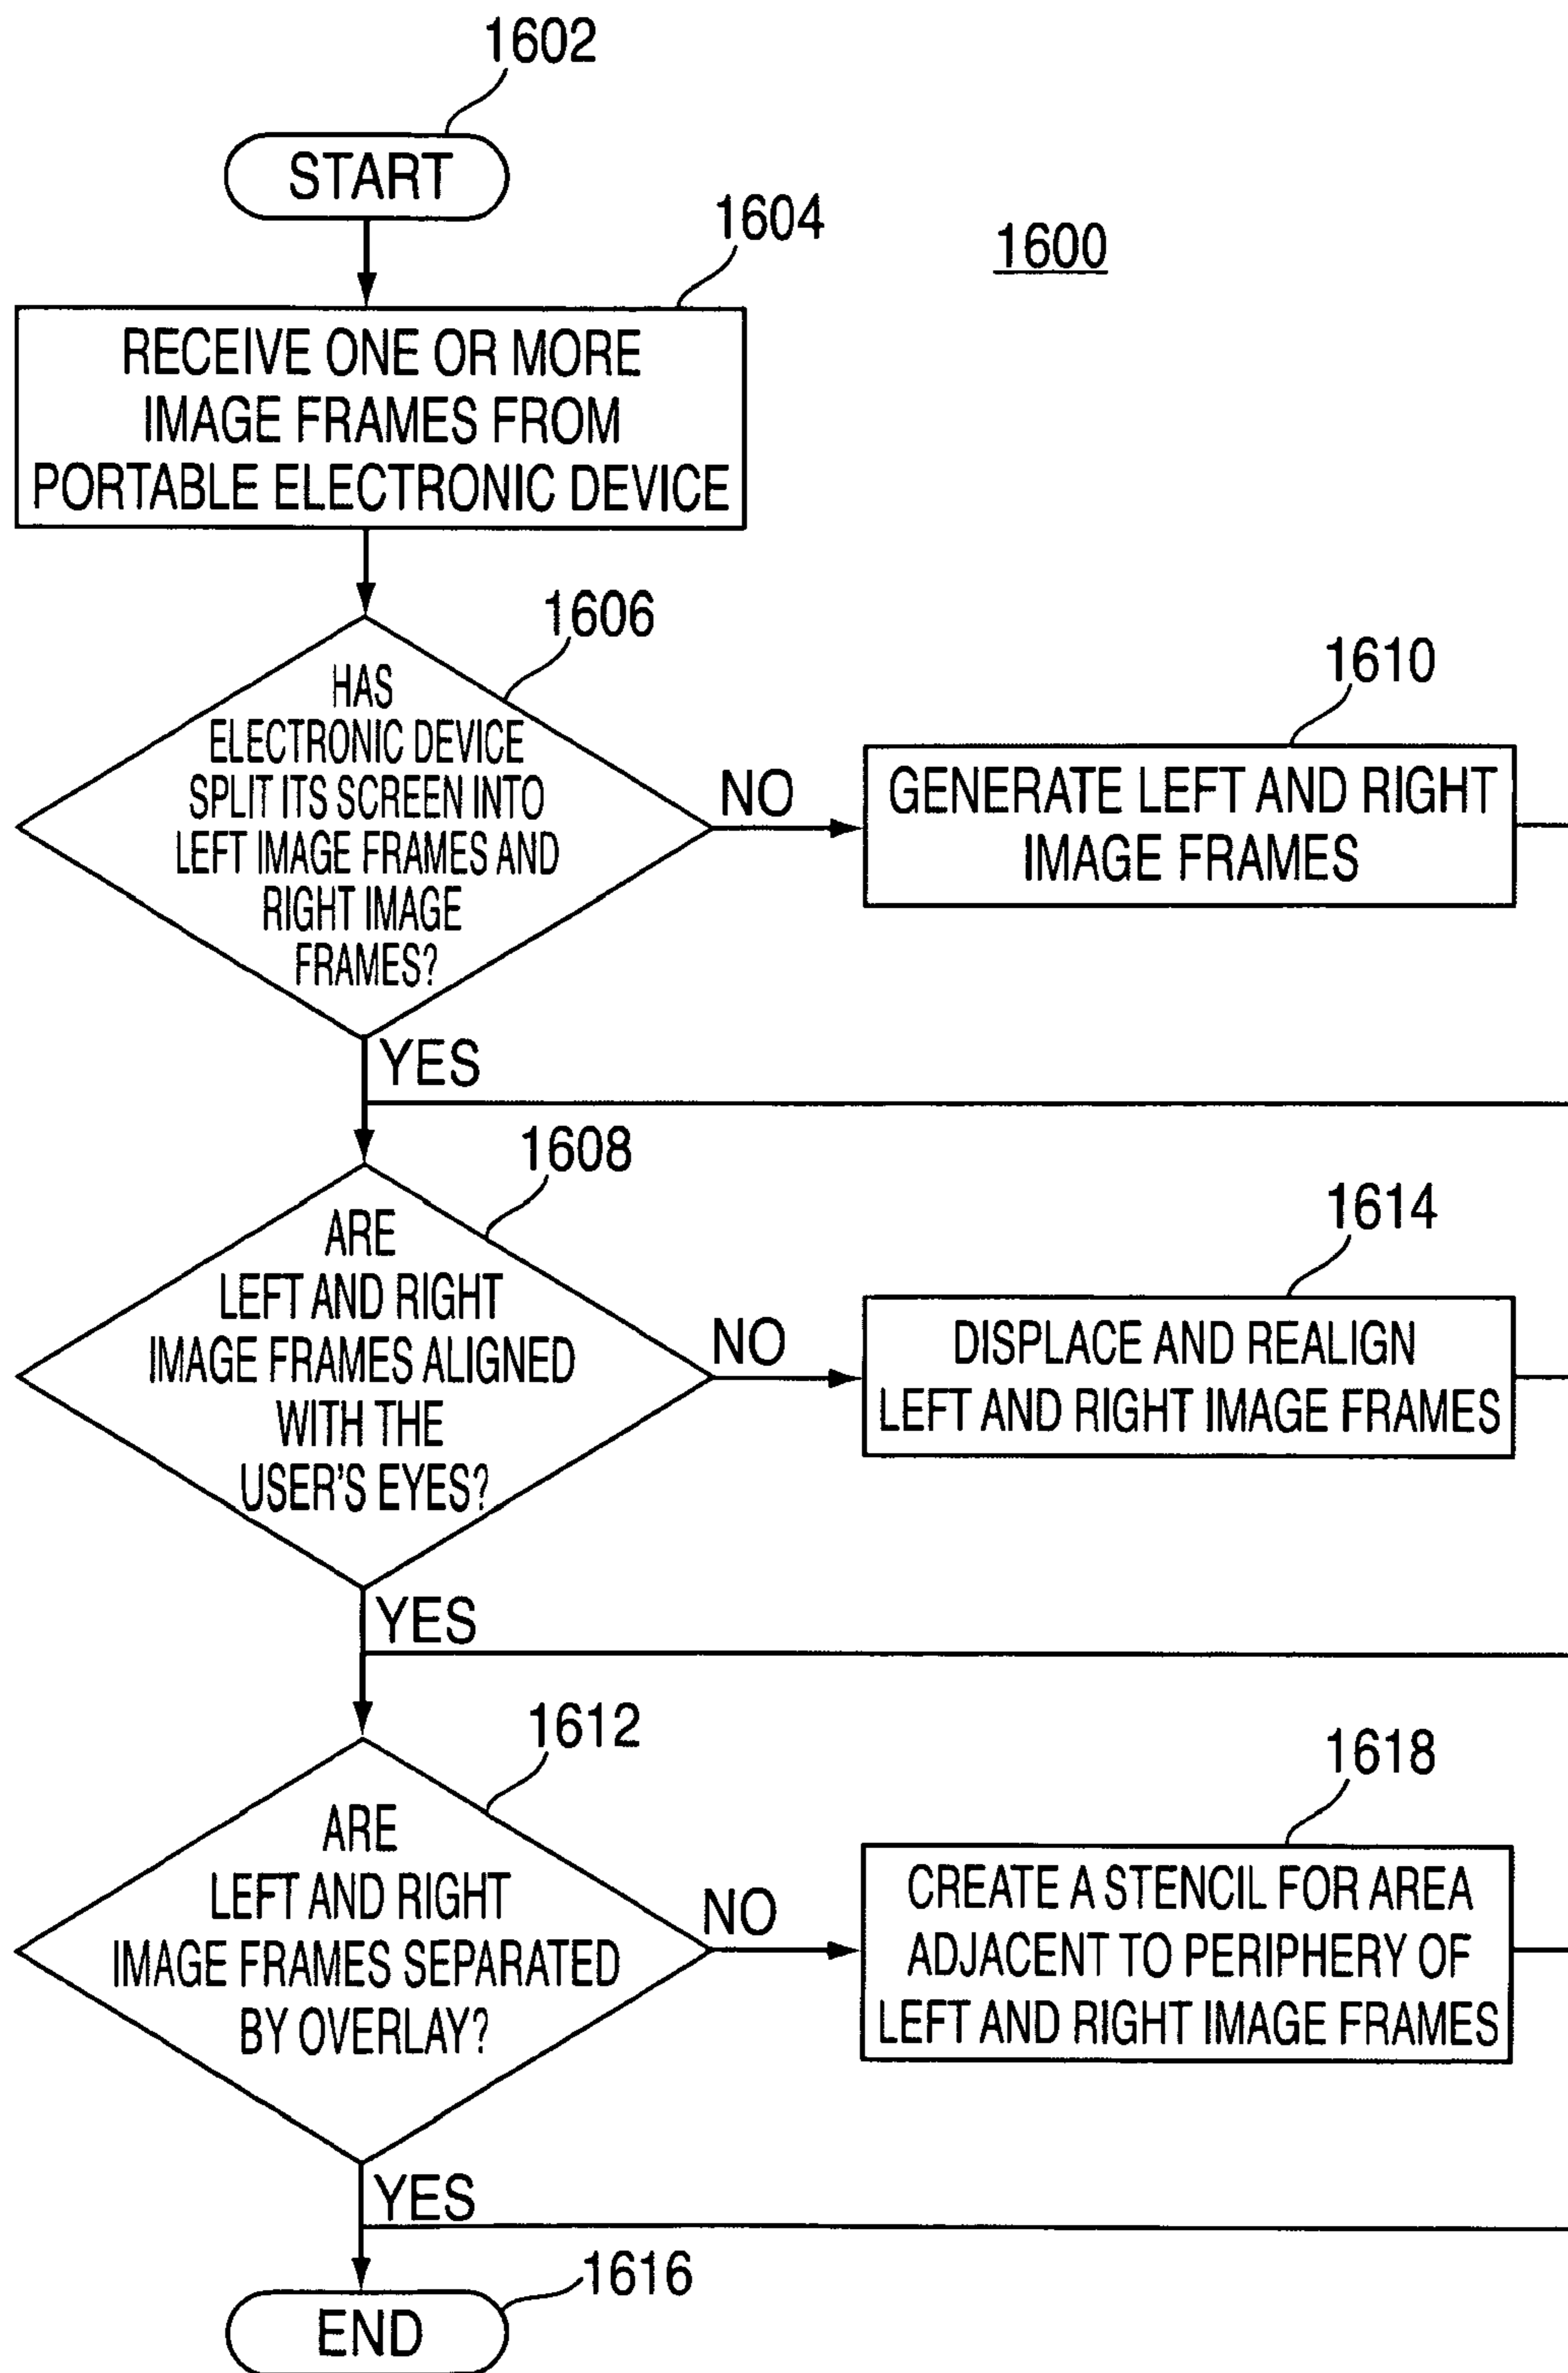 1602
START
1604
1600
RECEIVE ONE OR MORE
IMAGE FRAMES FROM
PORTABLE ELECTRONIC DEVICE
1606
HAS
ELECTRONIC DEVICE
SPLIT ITS SCREEN INTO
LEFT IMAGE FRAMES AND
RIGHT IMAGE
FRAMES?
NO
1610
GENERATE LEFT AND RIGHT
IMAGE FRAMES
YES
1608
ARE
LEFT AND RIGHT
IMAGE FRAMES ALIGNED
WITH THE
USER'S EYES?
NO
1614
DISPLACE AND REALIGN
LEFT AND RIGHT IMAGE FRAMES
YES
1612
ARE
LEFT AND RIGHT
IMAGE FRAMES SEPARATED
BY OVERLAY?
NO
1618
CREATE A STENCIL FOR AREA
ADJACENT TO PERIPHERY OF
LEFT AND RIGHT IMAGE FRAMES
YES
1616
END